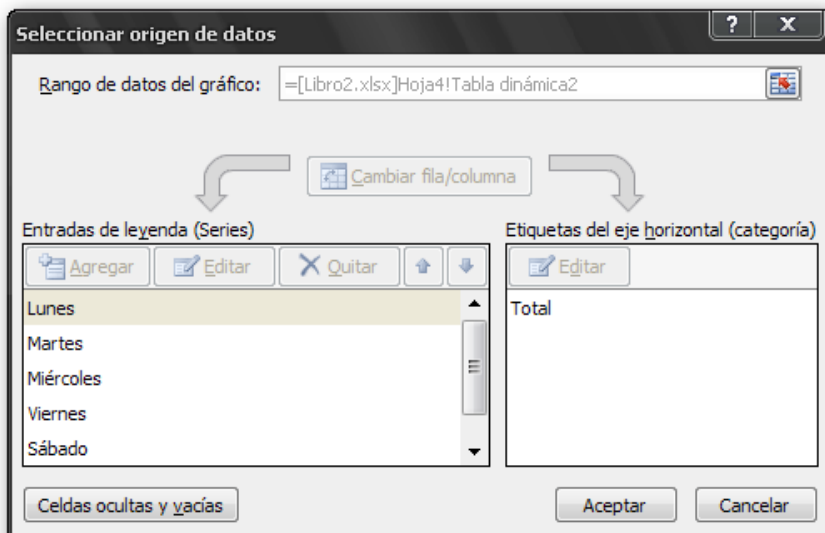 Seleccionar origen de datos
Rango de datos del gráfico: =[Libro2.xlsx]Hoja4!Tabla dinámica2
Cambiar fila/columna
Entradas de leyenda (Series)
Agregar Editar Quitar
Lunes
Martes
Miércoles
Viernes
Sábado
Etiquetas del eje horizontal (categoría)
Editar
Total
Celdas ocultas y vacías
Aceptar Cancelar